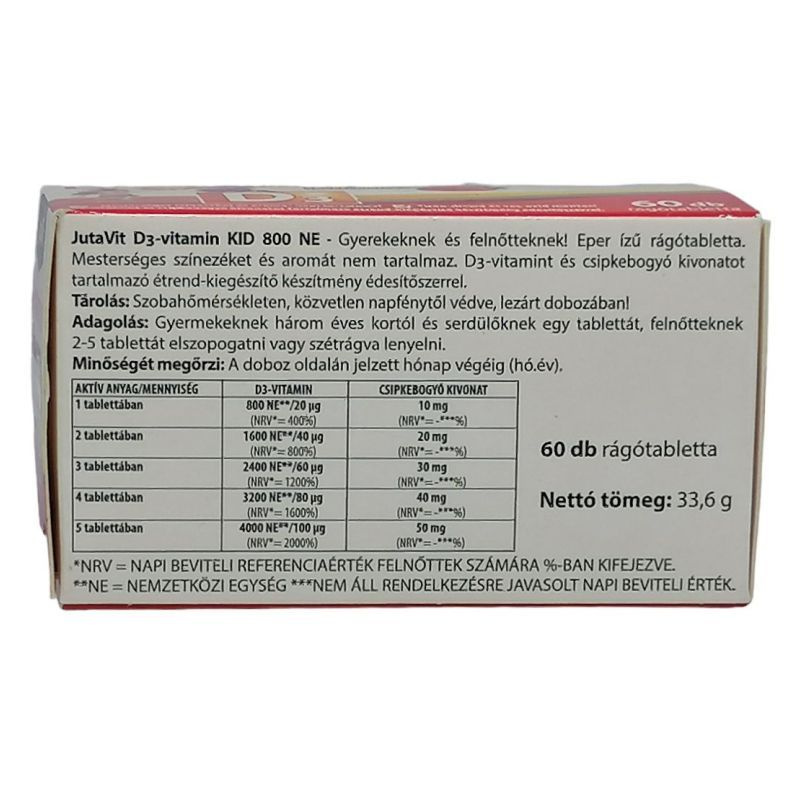 D3
60 db
rágótabletta
JutaVit D3-vitamin KID 800 NE - Gyerekeknek és felnőtteknek! Eper ízű rágótabletta.
Mesterséges színezéket és aromát nem tartalmaz. D3-vitamint és csipkebogyó kivonatot
tartalmazó étrend-kiegészítő készítmény édesítőszerrel.
Tárolás: Szobahőmérsékleten, közvetlen napfénytől védve, lezárt dobozában!
Adagolás: Gyermekeknek három éves kortól és serdülőknek egy tablettát, felnőtteknek
2-5 tablettát elszopogatni vagy szétrágva lenyelni.
Minőségét megőrzi: A doboz oldalán jelzett hónap végéig (hó.év).
AKTÍV ANYAG/MENNYISÉG D3-VITAMIN CSIPKEBOGYÓ KIVONAT
1 tablettában 800 NE**/20 µg 10 mg
(NRV*= 400%) (NRV*= -***%)
2 tablettában 1600 NE**/40 µg 20 mg
(NRV*= 800%) (NRV*= -***%)
3 tablettában 2400 NE**/60 µg 30 mg
(NRV*= 1200%) (NRV*= -***%)
4 tablettában 3200 NE**/80 µg 40 mg
(NRV*= 1600%) (NRV*= -***%)
5 tablettában 4000 NE**/100 µg 50 mg
(NRV*= 2000%) (NRV*= -***%)
60 db rágótabletta
Nettó tömeg: 33,6 g
*NRV = NAPI BEVITELI REFERENCIAÉRTÉK FELNŐTTEK SZÁMÁRA %-BAN KIFEJEZVE.
**NE = NEMZETKÖZI EGYSÉG ***NEM ÁLL RENDELKEZÉSRE JAVASOLT NAPI BEVITELI ÉRTÉK.